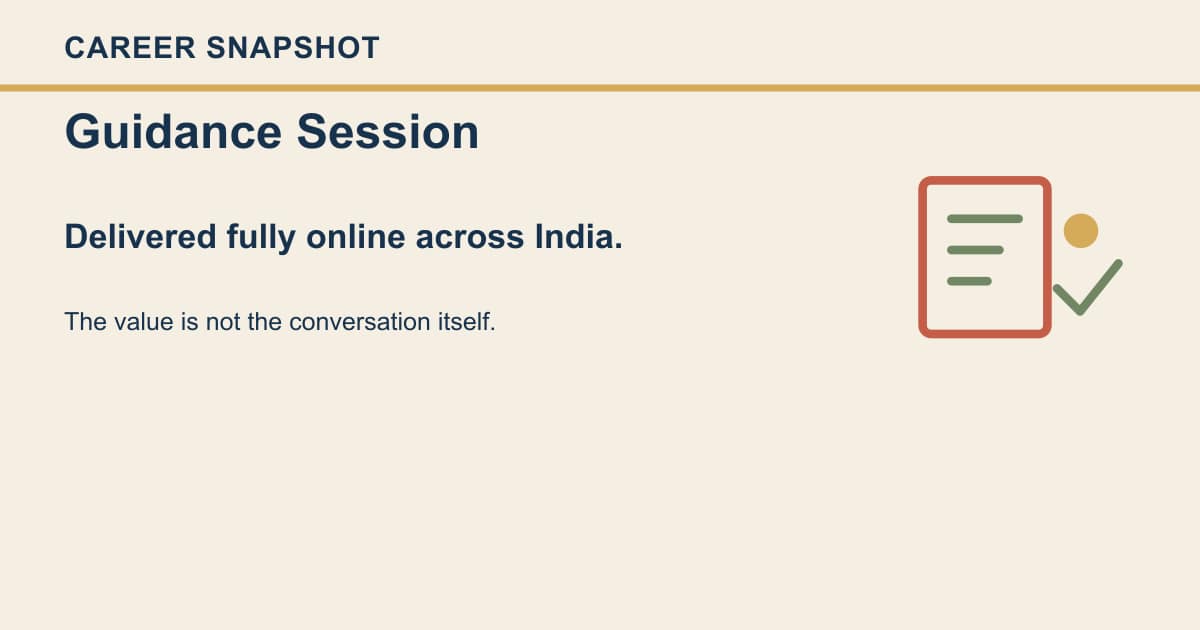 CAREER SNAPSHOT
Guidance Session
Delivered fully online across India.
The value is not the conversation itself.